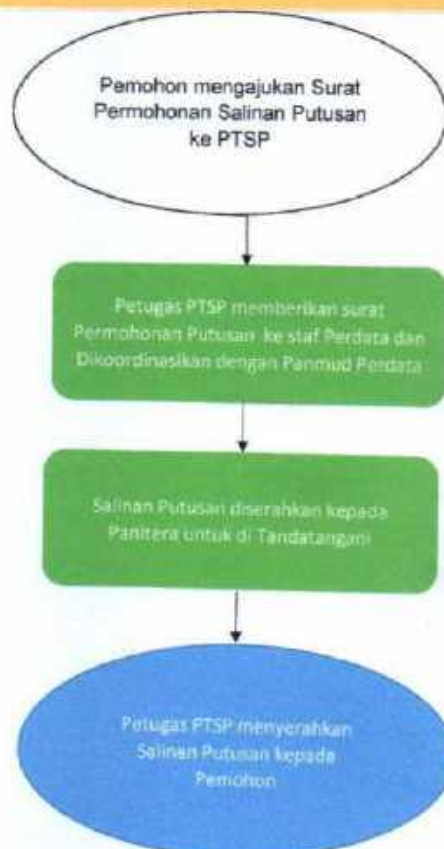 Pemohon mengajukan Surat
Permohonan Salinan Putusan
ke PTSP
Petugas PTSP memberikan surat
Permohonan Putusan ke staf Perdata dan
Dikoordinasikan dengan Panmud Perdata
Salinan Putusan diserahkan kepada
Panitera untuk di Tandatangani
Petugas PTSP menyerahkan
Salinan Putusan kepada
Pemohon